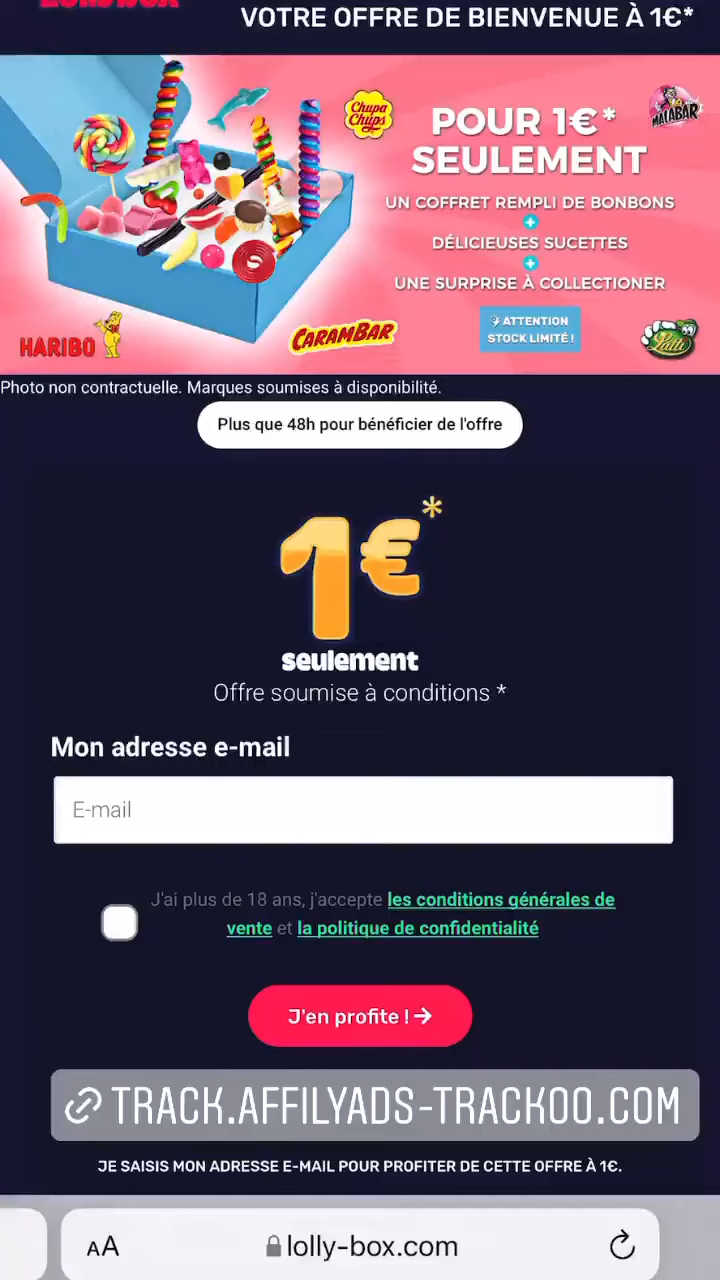 VOTRE OFFRE DE BIENVENUE À 1€*
Chupa
Chups
MALABAR
POUR 1€*
SEULEMENT
UN COFFRET REMPLI DE BONBONS
+
DÉLICIEUSES SUCETTES
+
UNE SURPRISE À COLLECTIONER
ATTENTION
STOCK LIMITÉ !
HARIBO
CARAMBAR
Lutti
Photo non contractuelle. Marques soumises à disponibilité.
Plus que 48h pour bénéficier de l'offre
1€*
seulement
Offre soumise à conditions *
Mon adresse e-mail
E-mail
J'ai plus de 18 ans, j'accepte les conditions générales de
vente et la politique de confidentialité
J'en profite ! →
TRACK.AFFILYADS-TRACKOO.COM
JE SAISIS MON ADRESSE E-MAIL POUR PROFITER DE CETTE OFFRE À 1€.
AA lolly-box.com